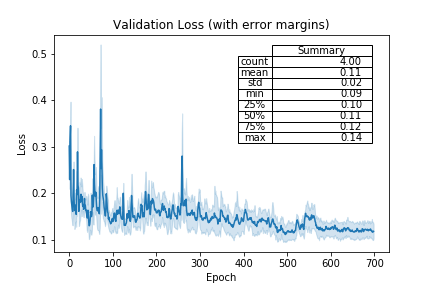 Validation Loss (with error margins)
Summary
count 4.00
mean 0.11
std 0.02
min 0.09
25% 0.10
50% 0.11
75% 0.12
max 0.14
0.5
0.4
0.3
0.2
0.1
Loss
0 100 200 300 400 500 600 700
Epoch